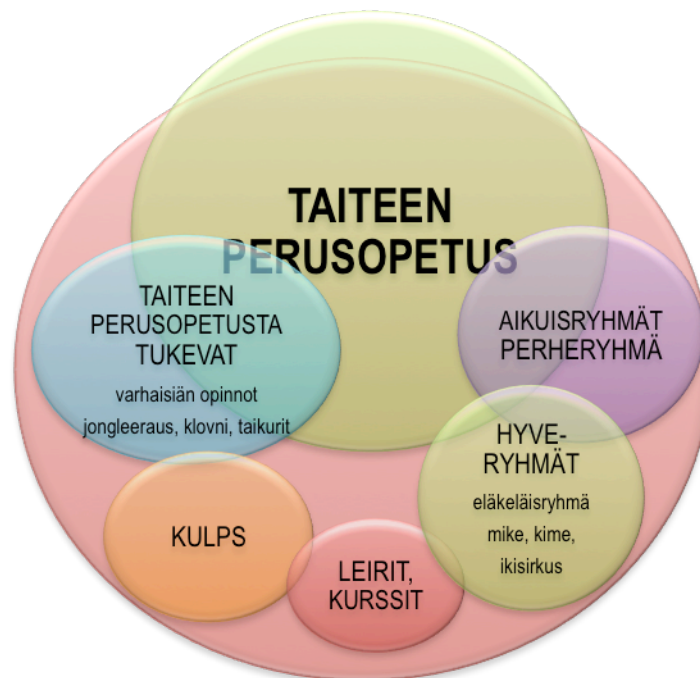 TAITEEN
PERUSOPETUS
TAITEEN
PERUSOPETUSTA
TUKEVAT
varhaisiän opinnot
jongleeraus, klovni, taikurit
AIKUISRYHMÄT
PERHERYHMÄ
HYVE-
RYHMÄT
eläkeläisryhmä
mike, kime,
ikisirkus
KULPS
LEIRIT,
KURSSIT